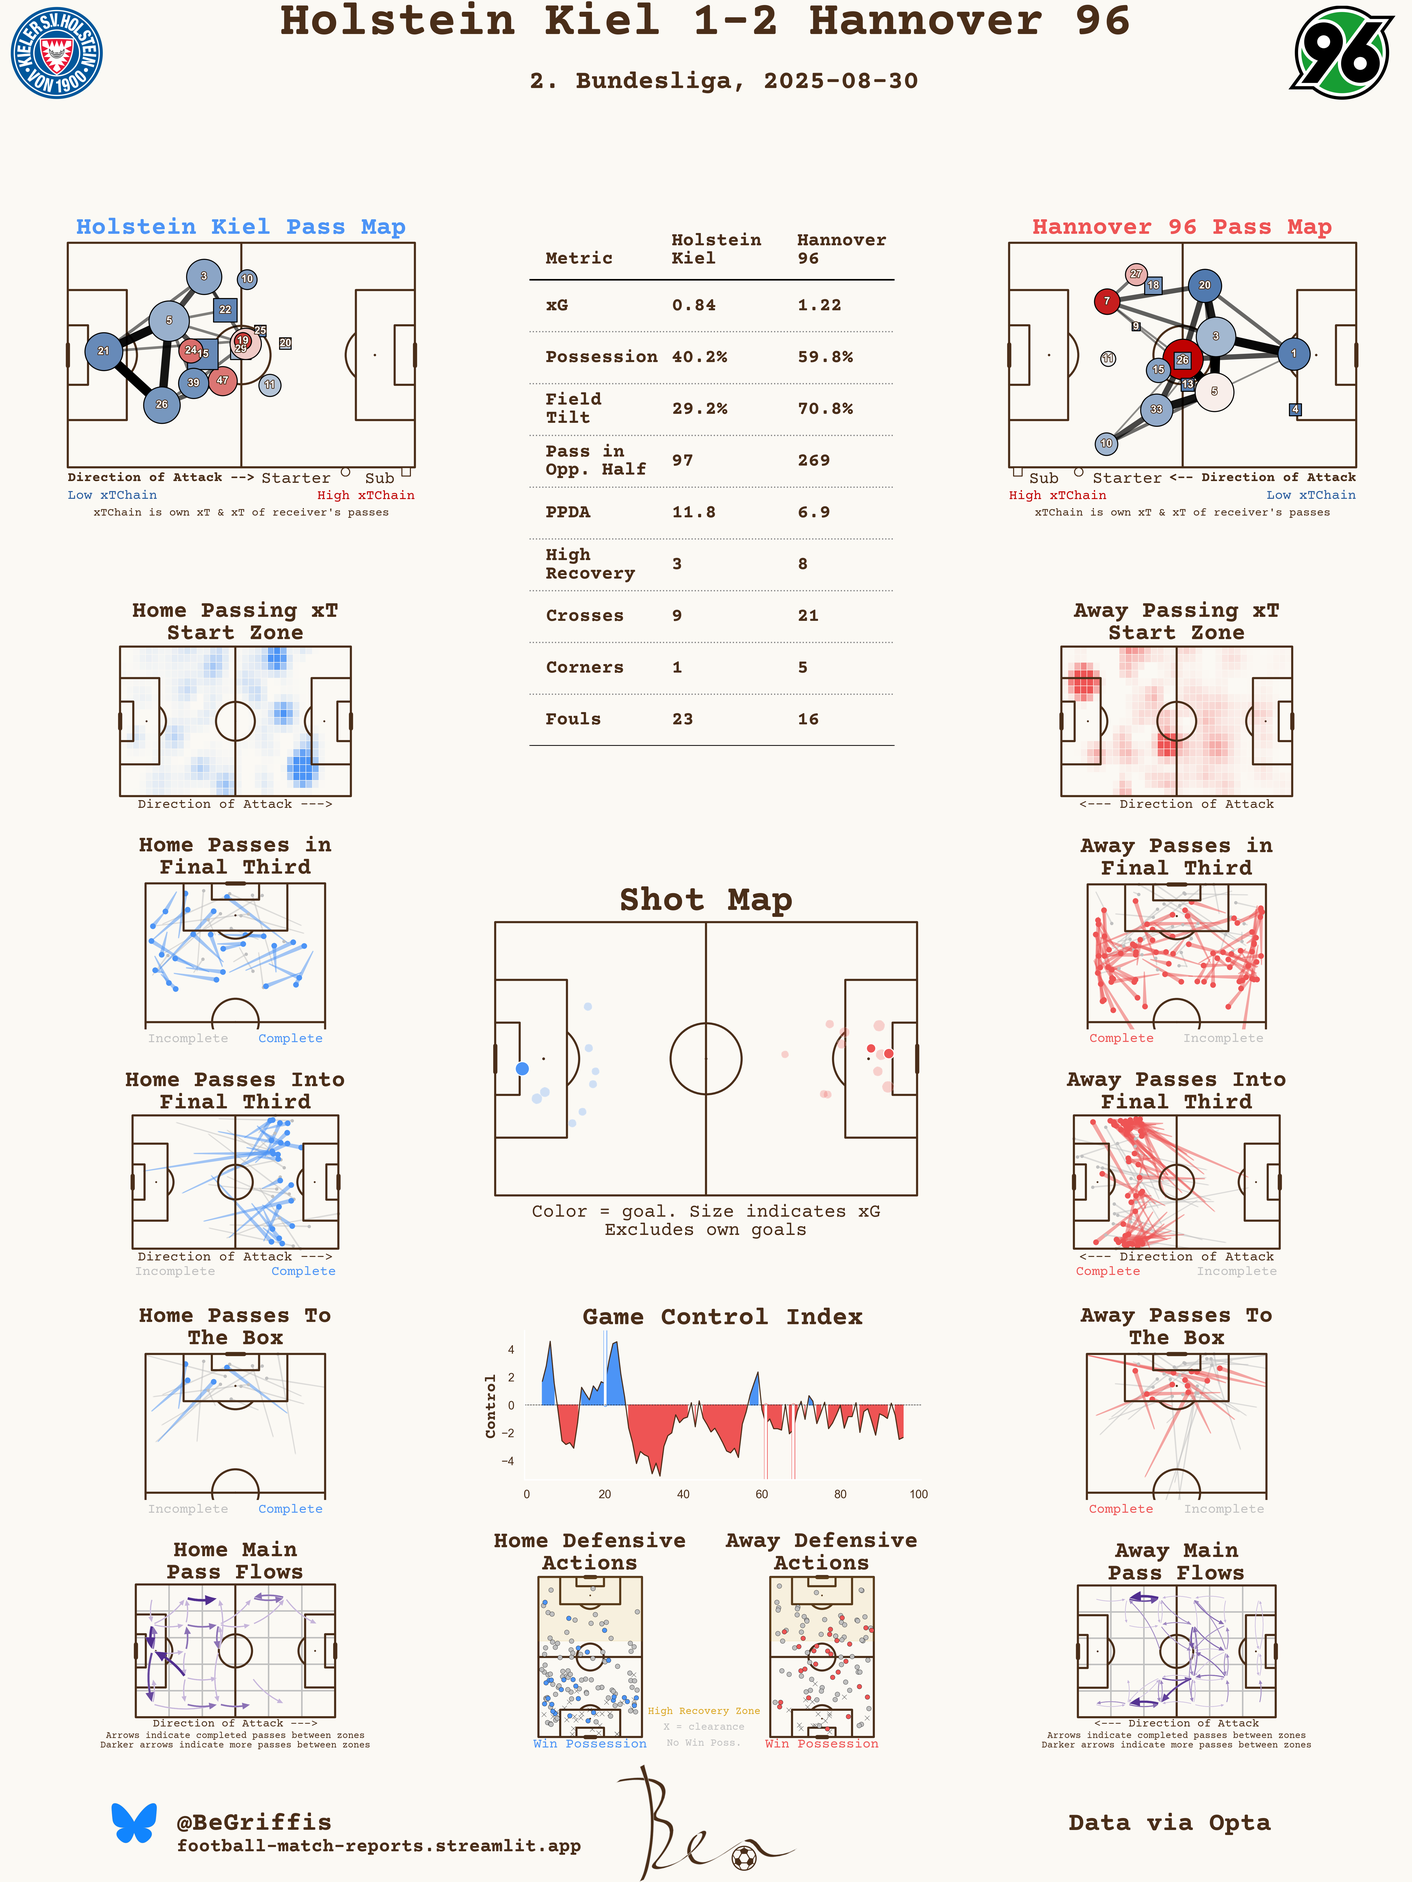 Holstein Kiel 1-2 Hannover 96
2. Bundesliga, 2025-08-30
KIELER S.V. HOLSTEIN
VON 1900
96
Holstein Kiel Pass Map
3
10
22
5
25
19
20
21
24
15
29
39
47
11
26
Direction of Attack --> Starter Sub
Low xTChain High xTChain
xTChain is own xT & xT of receiver's passes
Metric Holstein Kiel Hannover 96
xG 0.84 1.22
Possession 40.2% 59.8%
Field Tilt 29.2% 70.8%
Pass in Opp. Half 97 269
PPDA 11.8 6.9
High Recovery 3 8
Crosses 9 21
Corners 1 5
Fouls 23 16
Hannover 96 Pass Map
27
18
20
7
9
3
11
26
1
15
13
5
33
4
10
Sub Starter <-- Direction of Attack
High xTChain Low xTChain
xTChain is own xT & xT of receiver's passes
Home Passing xT
Start Zone
Direction of Attack --->
Away Passing xT
Start Zone
<--- Direction of Attack
Home Passes in
Final Third
Incomplete Complete
Away Passes in
Final Third
Complete Incomplete
Shot Map
Color = goal. Size indicates xG
Excludes own goals
Home Passes Into
Final Third
Direction of Attack --->
Incomplete Complete
Away Passes Into
Final Third
<--- Direction of Attack
Complete Incomplete
Home Passes To
The Box
Incomplete Complete
Game Control Index
Control
4
2
0
−2
−4
0 20 40 60 80 100
Away Passes To
The Box
Complete Incomplete
Home Main
Pass Flows
Direction of Attack --->
Arrows indicate completed passes between zones
Darker arrows indicate more passes between zones
Home Defensive
Actions
Win Possession
Away Defensive
Actions
Win Possession
High Recovery Zone
X = clearance
No Win Poss.
Away Main
Pass Flows
<--- Direction of Attack
Arrows indicate completed passes between zones
Darker arrows indicate more passes between zones
@BeGriffis
football-match-reports.streamlit.app
Ben
Data via Opta